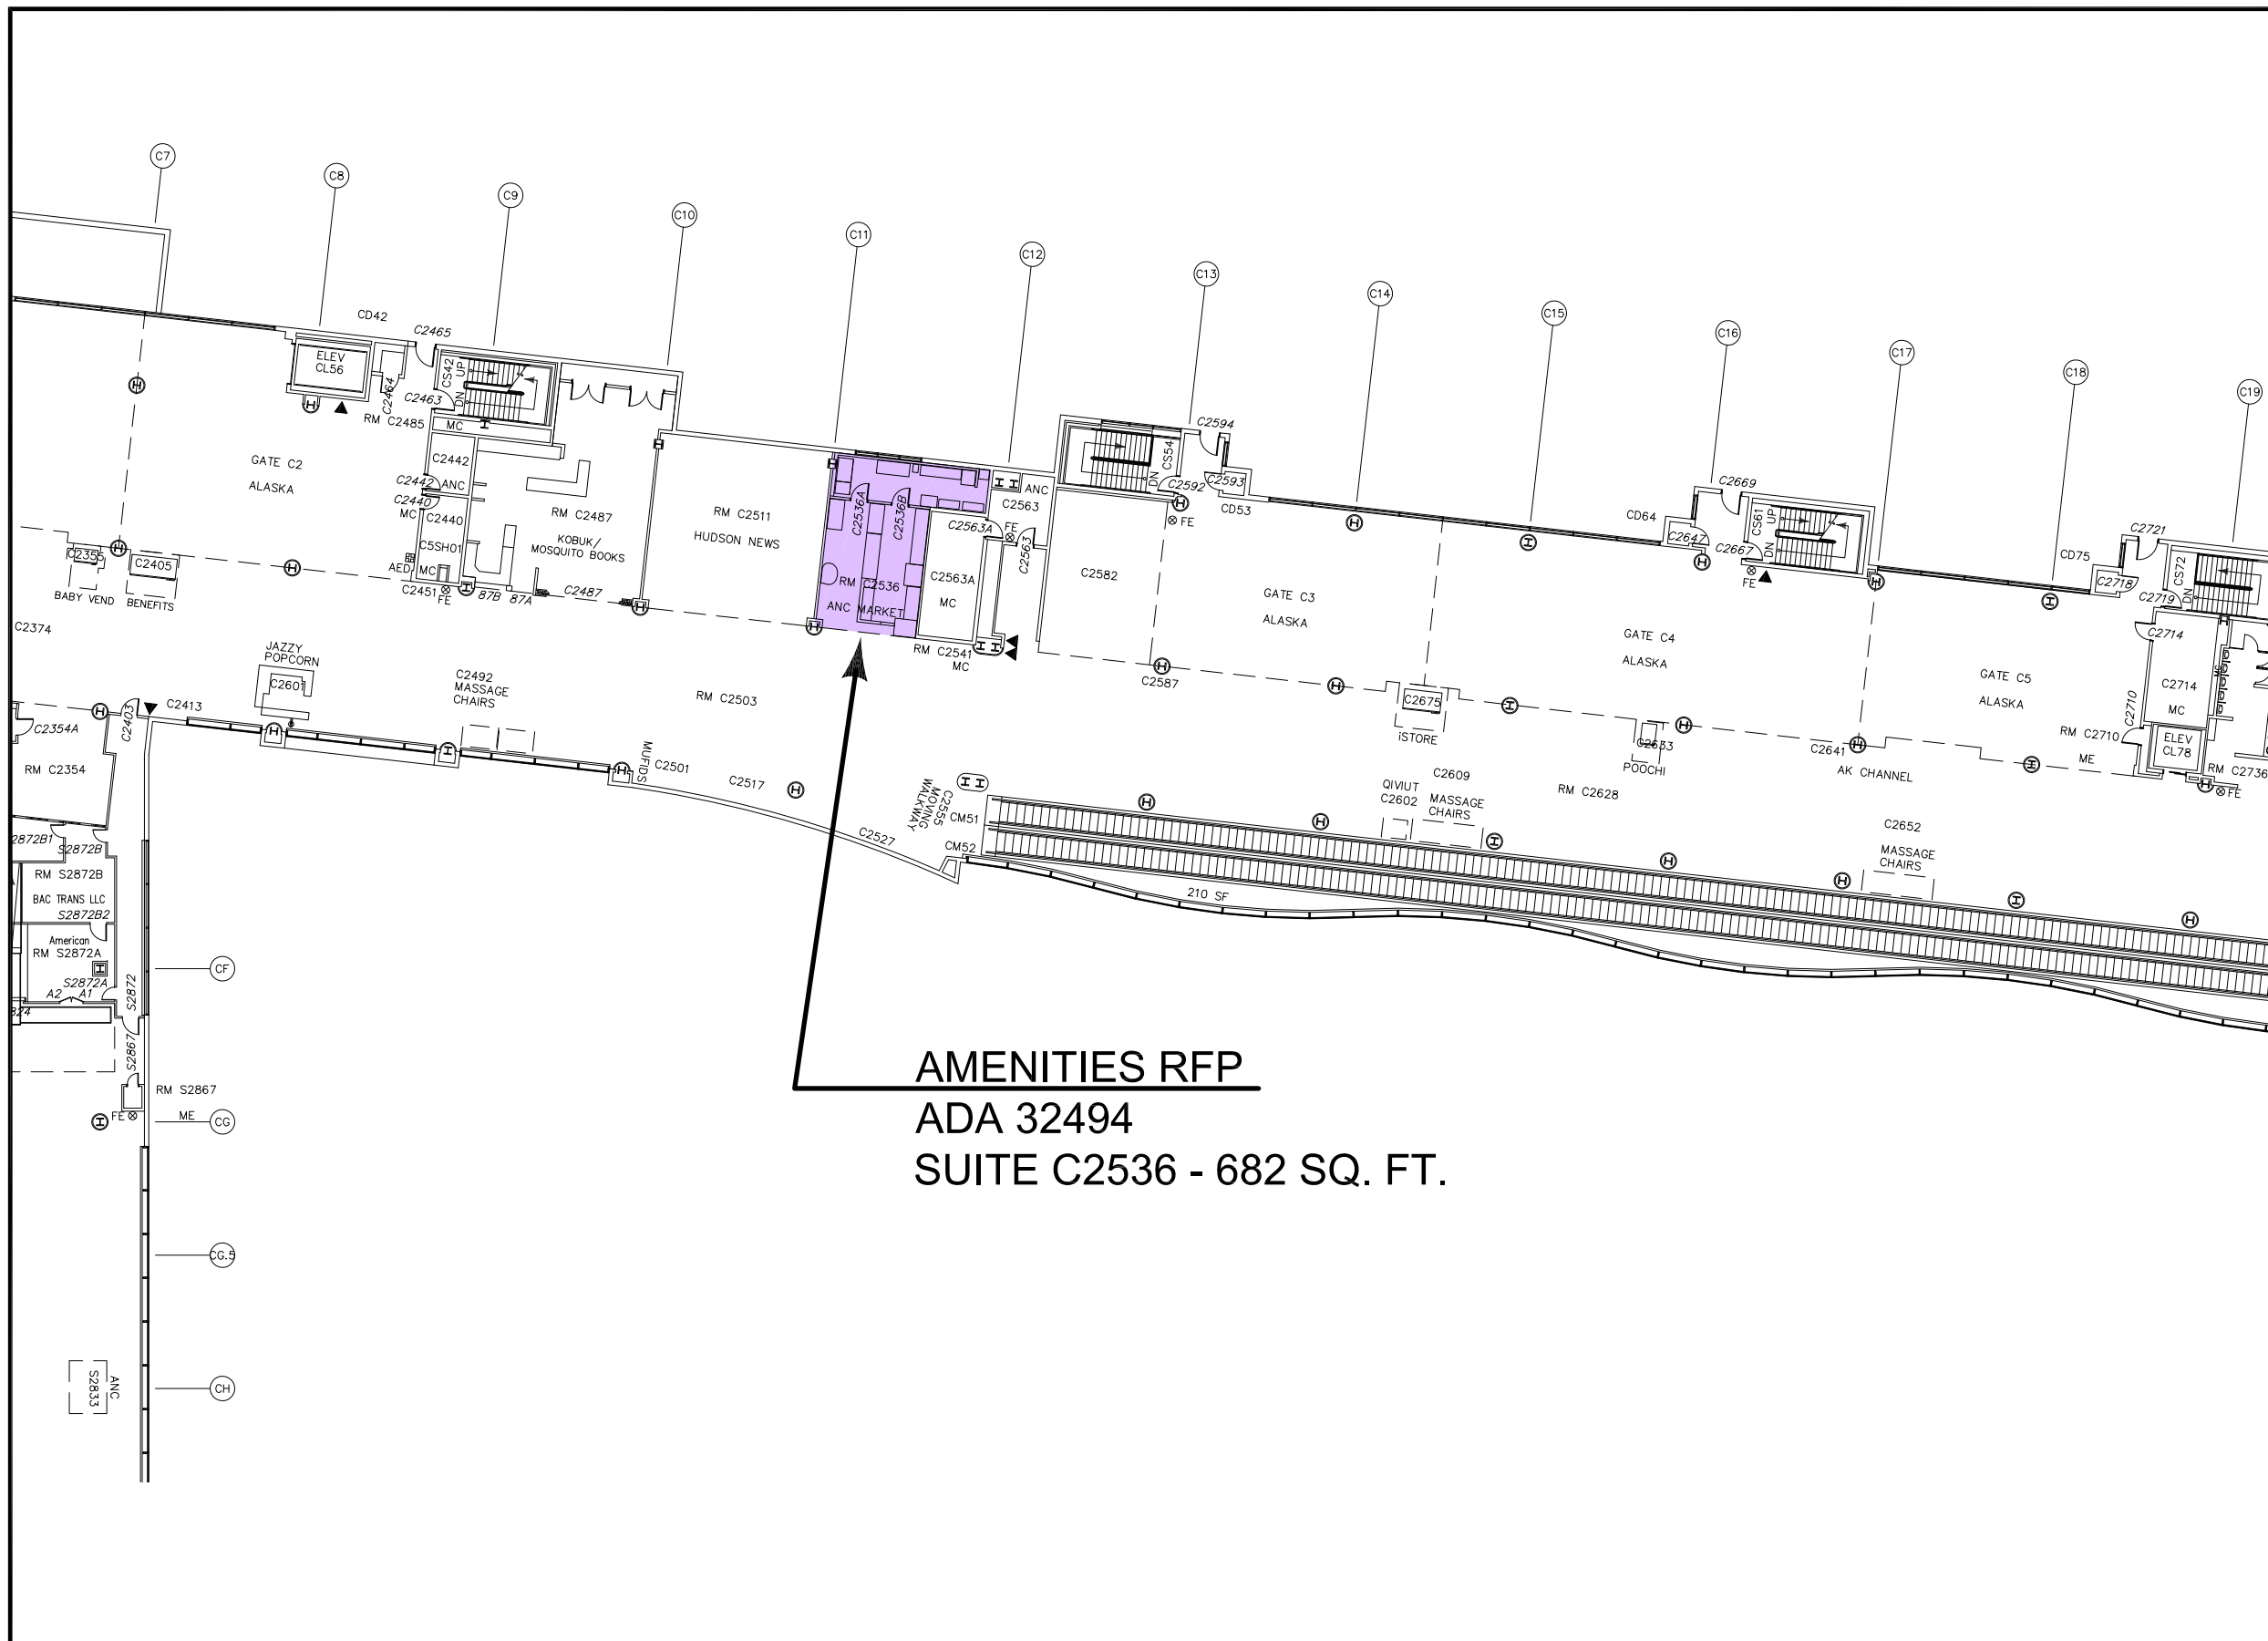 C7
C8
C9
C10
C11
C12
C13
C14
C15
C16
C17
C18
C19
CD42
C2465
ELEV
CL56
C2464
CS42
UP
DN
C2463
RM C2485
MC
C2442
C2442
ANC
C2440
MC
C2440
C5SH01
AED
MC
C2451
FE
87B
87A
C2487
GATE C2
ALASKA
RM C2487
KOBUK/
MOSQUITO BOOKS
RM C2511
HUDSON NEWS
C2536A
C2536B
RM C2536
ANC MARKET
C2563A
MC
C2563A
FE
C2563
ANC
C2563
RM C2541
MC
C2582
CS54
DN
C2594
C2593
C2592
FE
CD53
GATE C3
ALASKA
C2587
CD64
C2647
C2669
C2667
CS61
UP
DN
FE
GATE C4
ALASKA
CD75
C2721
C2718
C2719
CS72
DN
C2714
C2714
MC
C2710
RM C2710
ME
ELEV
CL78
RM C2736
FE
GATE C5
ALASKA
C2641
AK CHANNEL
C2355
BABY VEND
C2405
BENEFITS
C2374
JAZZY
POPCORN
C2601
C2492
MASSAGE
CHAIRS
RM C2503
C2413
C2403
C2354A
RM C2354
MUFIDS
C2501
C2517
C2527
C2555
MOVING
WALKWAY
CM51
CM52
C2675
iSTORE
C2633
POOCHI
C2609
MASSAGE
CHAIRS
QIVIUT
C2602
RM C2628
C2652
MASSAGE
CHAIRS
210 SF
2872B1
S2872B
RM S2872B
BAC TRANS LLC
S2872B2
American
RM S2872A
S2872A
A2
A1
S2872
S2867
RM S2867
ME
FE
CF
CG
CG.5
CH
ANC
S2833
AMENITIES RFP
ADA 32494
SUITE C2536 - 682 SQ. FT.